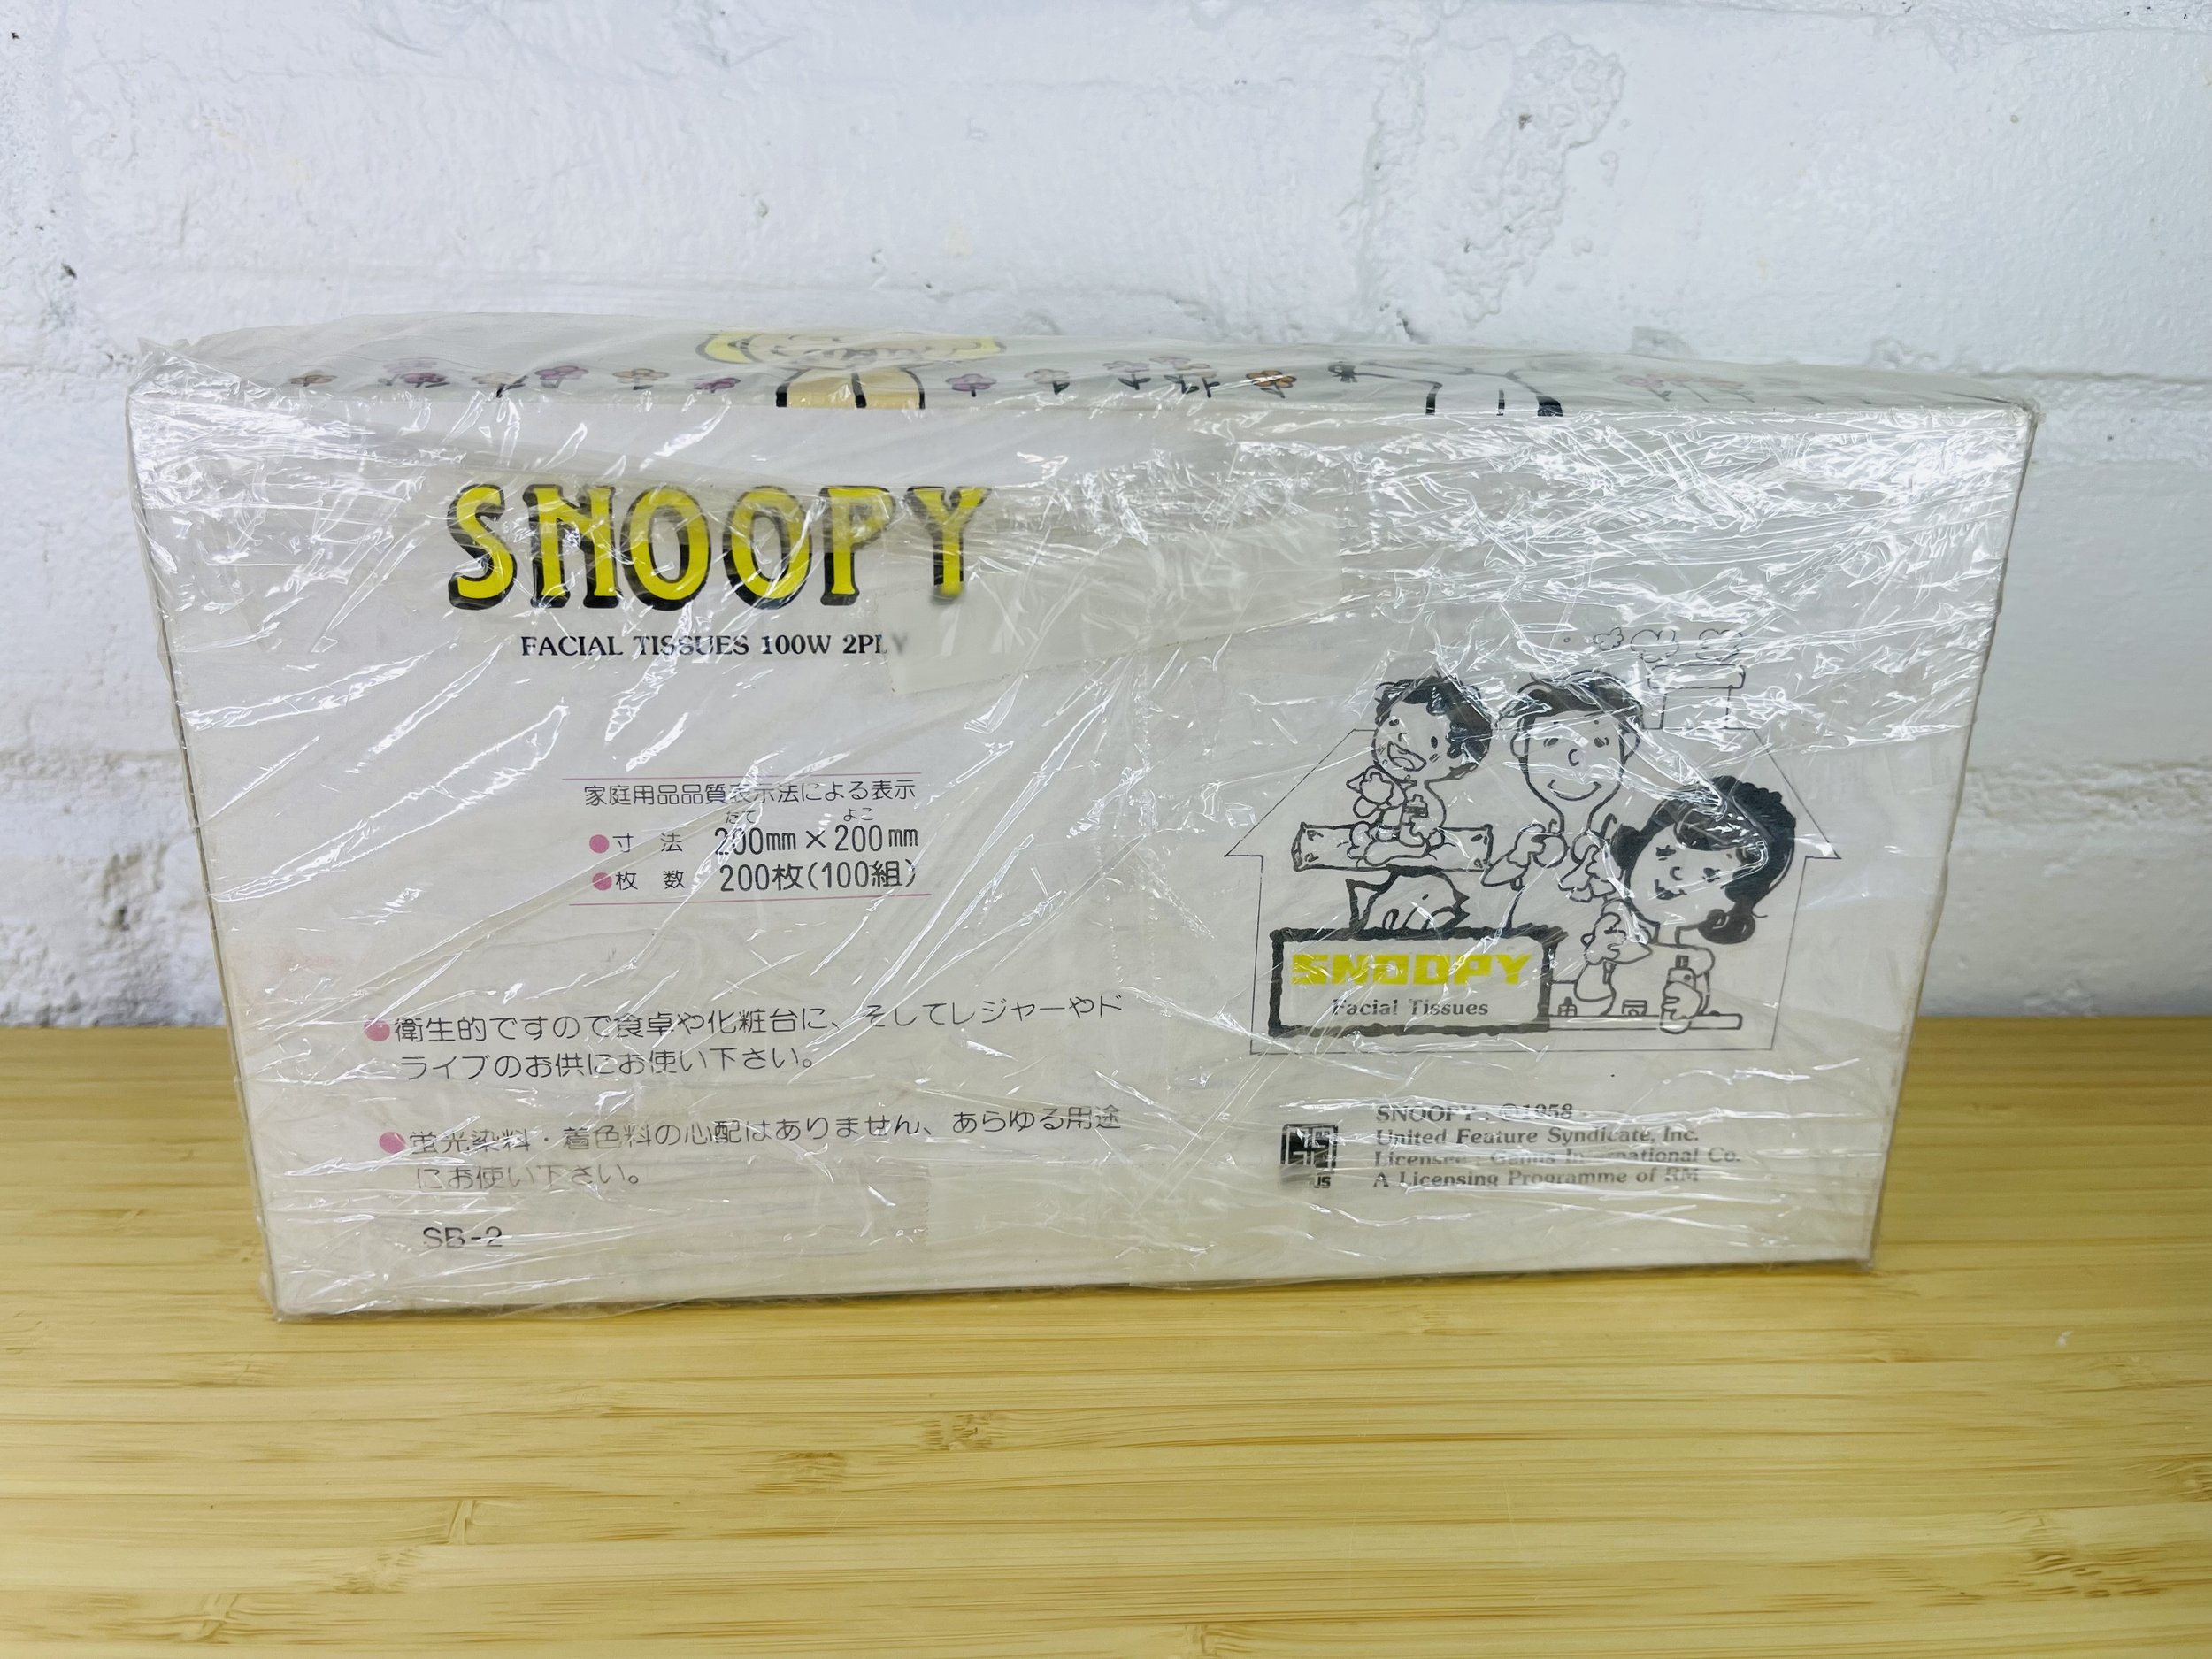 SNOOPY
FACIAL TISSUES 100W 2PLY
家庭用品品質表示法による表示
たて よこ
●寸 法 200mm×200mm
●枚 数 200枚(100組)
●衛生的ですので食卓や化粧台に、そしてレジャーやド
ライブのお供にお使い下さい。
●蛍光染料・着色料の心配はありません、あらゆる用途
にお使い下さい。
SB-2
SNOOPY
Facial Tissues
SNOOPY: ©1958
United Feature Syndicate, Inc.
International Co.
A Licensing Programme of RM
JS